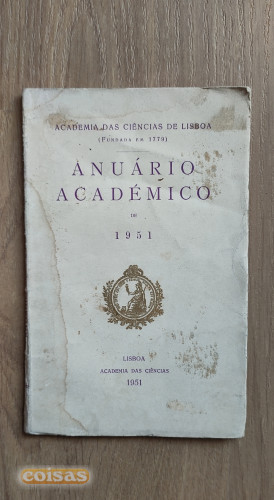 ACADEMIA DAS CIÊNCIAS DE LISBOA
(FUNDADA EM 1779)
ANUÁRIO
ACADÉMICO
DE
1951
LISBOA
ACADEMIA DAS CIÊNCIAS
1951
coisas